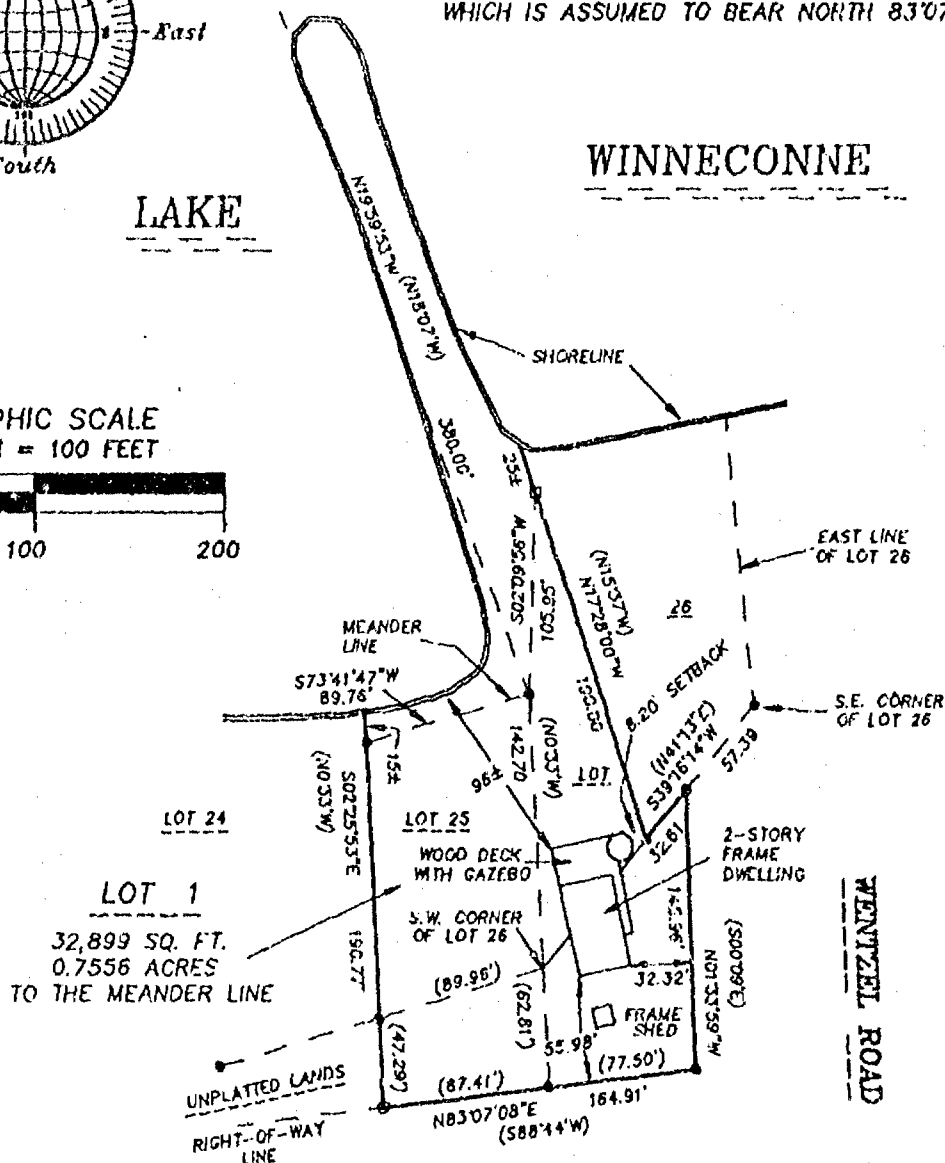 WHICH IS ASSUMED TO BEAR NORTH 83°07'
East
South
WINNECONNE
LAKE
N19°59'53"W (N18°07'W)
SHORELINE
PHIC SCALE
= 100 FEET
100 200
380.00'
25±
S02°09'56"W
105.95'
(N15°37'W)
N17°28'00"W
190.00
EAST LINE
OF LOT 26
26
MEANDER
LINE
S73°41'47"W
89.76'
8.20' SETBACK
S.E. CORNER
OF LOT 26
15±
96±
142.70
(N0°33'W)
LOT
(N41°13'E)
S39°16'14"W
57.39
32.61
LOT 24
S02°25'53"E
(N0°33'W)
LOT 25
WOOD DECK
WITH GAZEBO
2-STORY
FRAME
DWELLING
LOT 1
32,899 SQ. FT.
0.7556 ACRES
TO THE MEANDER LINE
S.W. CORNER
OF LOT 26
190.77
(89.96')
(62.81')
32.32'
145.96'
N01°33'59"W
(S00°09'E)
WENTZEL ROAD
FRAME
SHED
55.98'
(47.29')
UNPLATTED LANDS
(87.41')
(77.50')
N83°07'08"E
164.91'
(S88°44'W)
RIGHT-OF-WAY
LINE